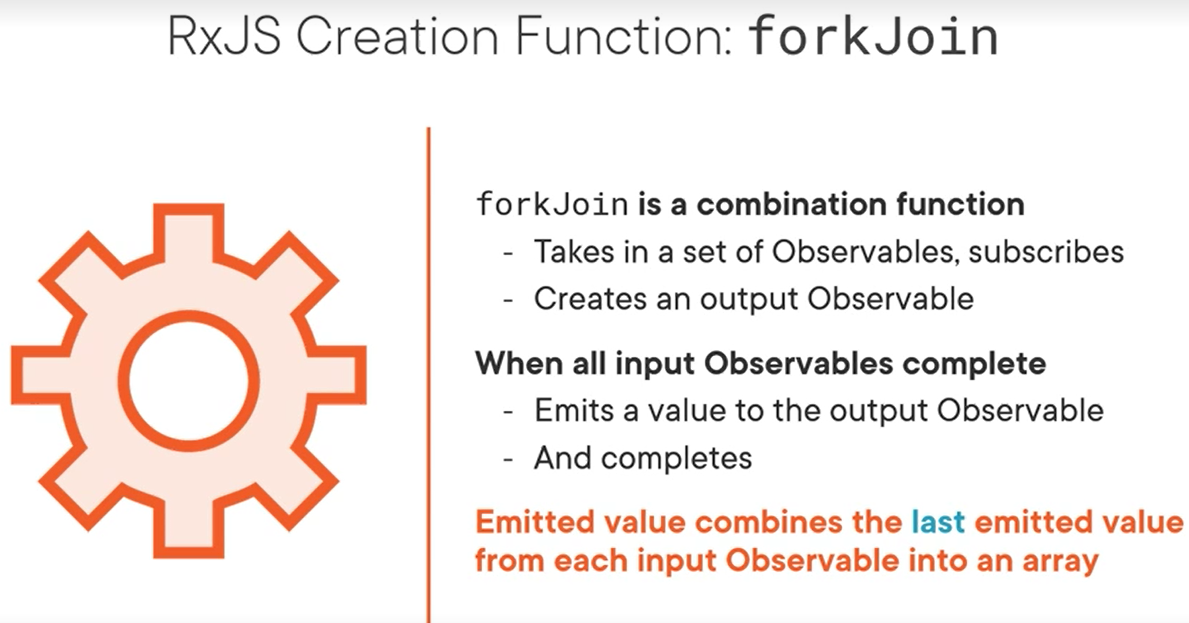 RxJS Creation Function: forkJoin
forkJoin is a combination function
- Takes in a set of Observables, subscribes
- Creates an output Observable
When all input Observables complete
- Emits a value to the output Observable
- And completes
Emitted value combines the last emitted value
from each input Observable into an array